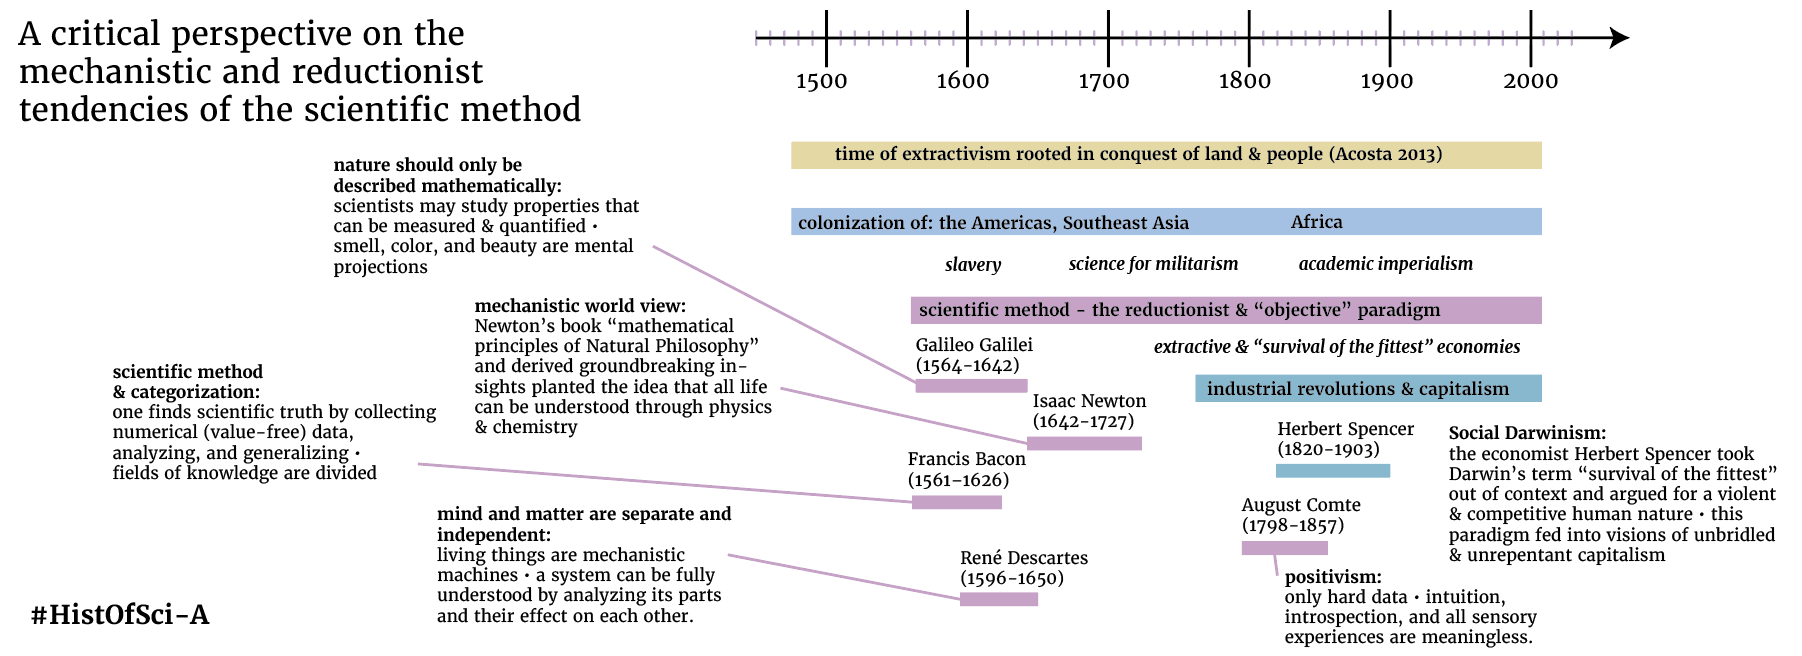 A critical perspective on the
mechanistic and reductionist
tendencies of the scientific method
1500
1600
1700
1800
1900
2000
time of extractivism rooted in conquest of land & people (Acosta 2013)
colonization of: the Americas, Southeast Asia
Africa
slavery
science for militarism
academic imperialism
scientific method - the reductionist & “objective” paradigm
extractive & “survival of the fittest” economies
industrial revolutions & capitalism
nature should only be
described mathematically:
scientists may study properties that
can be measured & quantified •
smell, color, and beauty are mental
projections
Galileo Galilei
(1564-1642)
mechanistic world view:
Newton’s book “mathematical
principles of Natural Philosophy”
and derived groundbreaking in-
sights planted the idea that all life
can be understood through physics
& chemistry
Isaac Newton
(1642-1727)
scientific method
& categorization:
one finds scientific truth by collecting
numerical (value-free) data,
analyzing, and generalizing •
fields of knowledge are divided
Francis Bacon
(1561-1626)
mind and matter are separate and
independent:
living things are mechanistic
machines • a system can be fully
understood by analyzing its parts
and their effect on each other.
René Descartes
(1596-1650)
Herbert Spencer
(1820-1903)
Social Darwinism:
the economist Herbert Spencer took
Darwin’s term “survival of the fittest”
out of context and argued for a violent
& competitive human nature • this
paradigm fed into visions of unbridled
& unrepentant capitalism
August Comte
(1798-1857)
positivism:
only hard data • intuition,
introspection, and all sensory
experiences are meaningless.
#HistOfSci-A